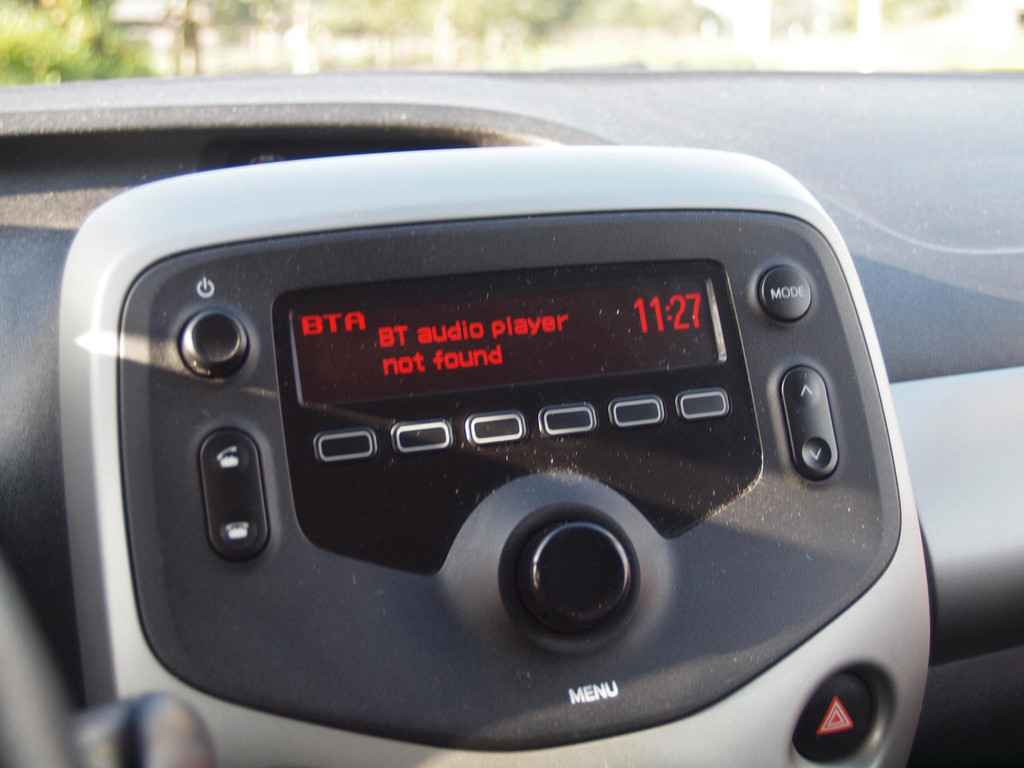 BTA
BT audio player
not found
11:27
MODE
MENU